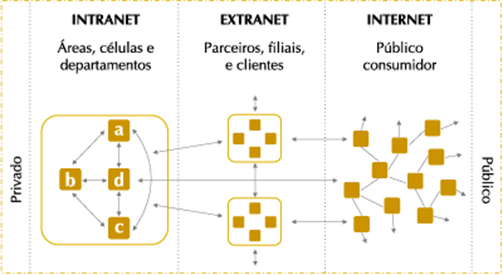 INTRANET
Áreas, células e
departamentos
EXTRANET
Parceiros, filiais,
e clientes
INTERNET
Público
consumidor
Privado
a
b
d
c
Público